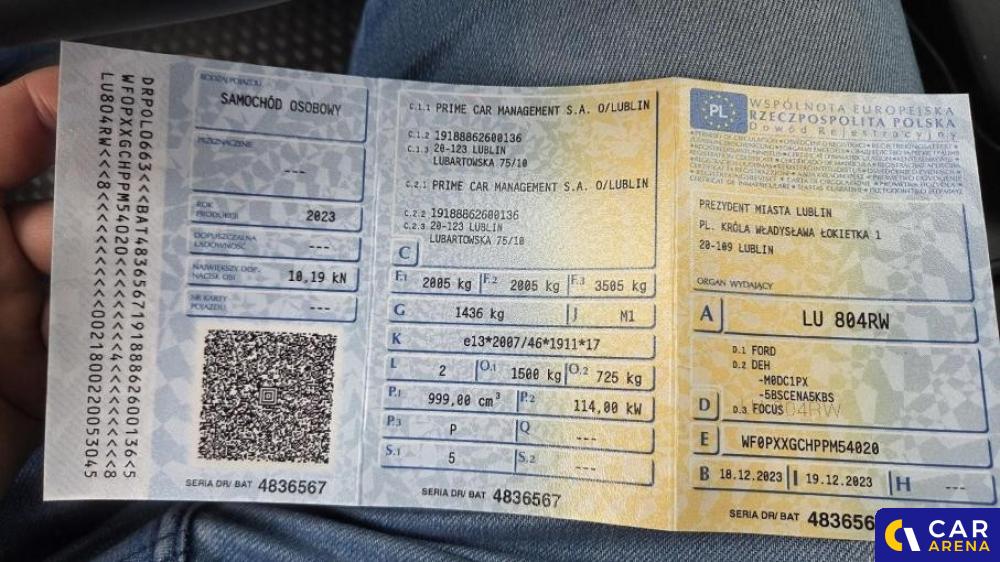 DRPOL0663<<BAT4836567191888626​00136<5
WF0PXXGCHPPM54020<<<<<<<<4<<<<<<8
LU804RW<<8<<<<<<<<<<<<0021800200053045
RODZAJ POJAZDU
SAMOCHÓD OSOBOWY
PRZEZNACZENIE
---
ROK PRODUKCJI 2023
DOPUSZCZALNA ŁADOWNOŚĆ ---
NAJWIĘKSZY DOP. NACISK OSI 10,19 kN
NR KARTY POJAZDU ---
SERIA DR/ BAT 4836567
C.1.1 PRIME CAR MANAGEMENT S.A. O/LUBLIN
C.1.2 19188862600136
C.1.3 20-123 LUBLIN
LUBARTOWSKA 75/10
C.2.1 PRIME CAR MANAGEMENT S.A. O/LUBLIN
C.2.2 19188862600136
C.2.3 20-123 LUBLIN
LUBARTOWSKA 75/10
C
F.1 2005 kg F.2 2005 kg F.3 3505 kg
G 1436 kg J M1
K e13*2007/46*1911*17
L 2 O.1 1500 kg O.2 725 kg
P.1 999,00 cm³ P.2 114,00 kW
P.3 P Q ---
S.1 5 S.2 ---
SERIA DR/ BAT 4836567
PL WSPÓLNOTA EUROPEJSKA
RZECZPOSPOLITA POLSKA
Dowód Rejestracyjny
PREZYDENT MIASTA LUBLIN
PL. KRÓLA WŁADYSŁAWA ŁOKIETKA 1
20-109 LUBLIN
ORGAN WYDAJĄCY
A LU 804RW
D.1 FORD
D.2 DEH
-M0DC1PX
-5BSCENA5KBS
D D.3 FOCUS
E WF0PXXGCHPPM54020
B 18.12.2023 I 19.12.2023 H ---
SERIA DR/ BAT 483656
CAR
ARENA